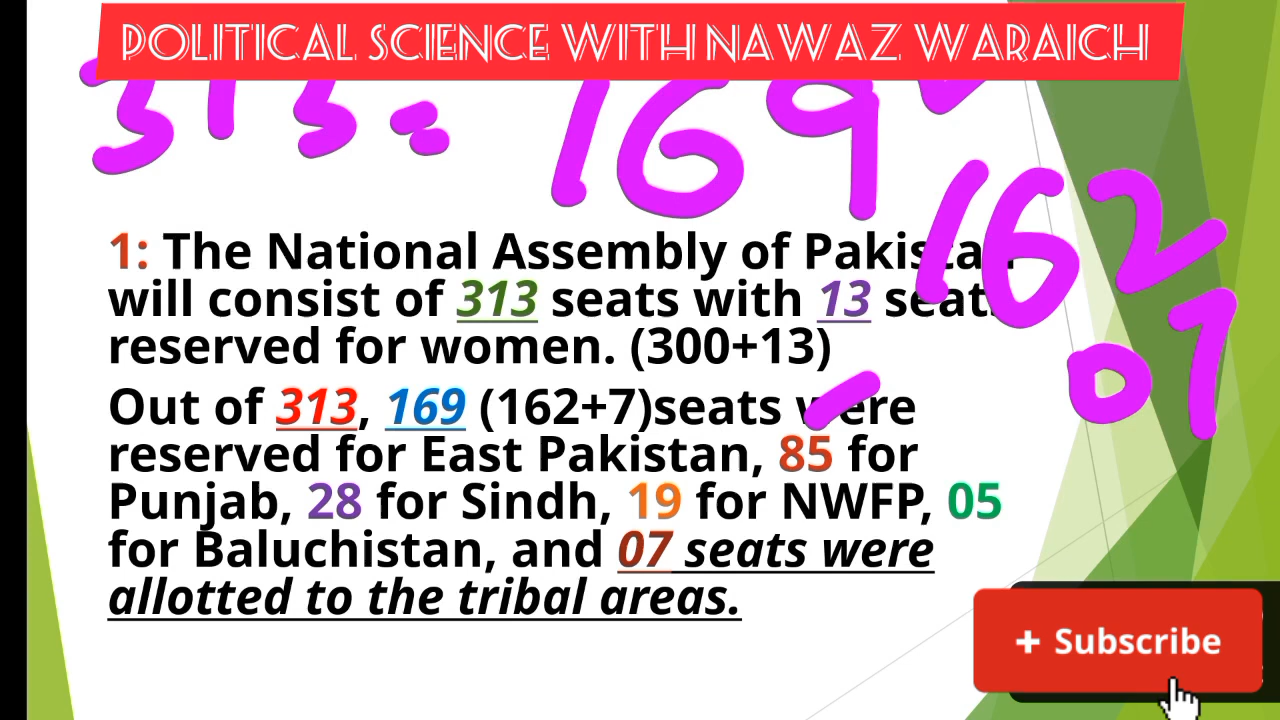 POLITICAL SCIENCE WITH NAWAZ WARAICH
313 = 169
162
07
1: The National Assembly of Pakistan
will consist of 313 seats with 13 seats
reserved for women. (300+13)
Out of 313, 169 (162+7)seats were
reserved for East Pakistan, 85 for
Punjab, 28 for Sindh, 19 for NWFP, 05
for Baluchistan, and 07 seats were
allotted to the tribal areas.
+ Subscribe